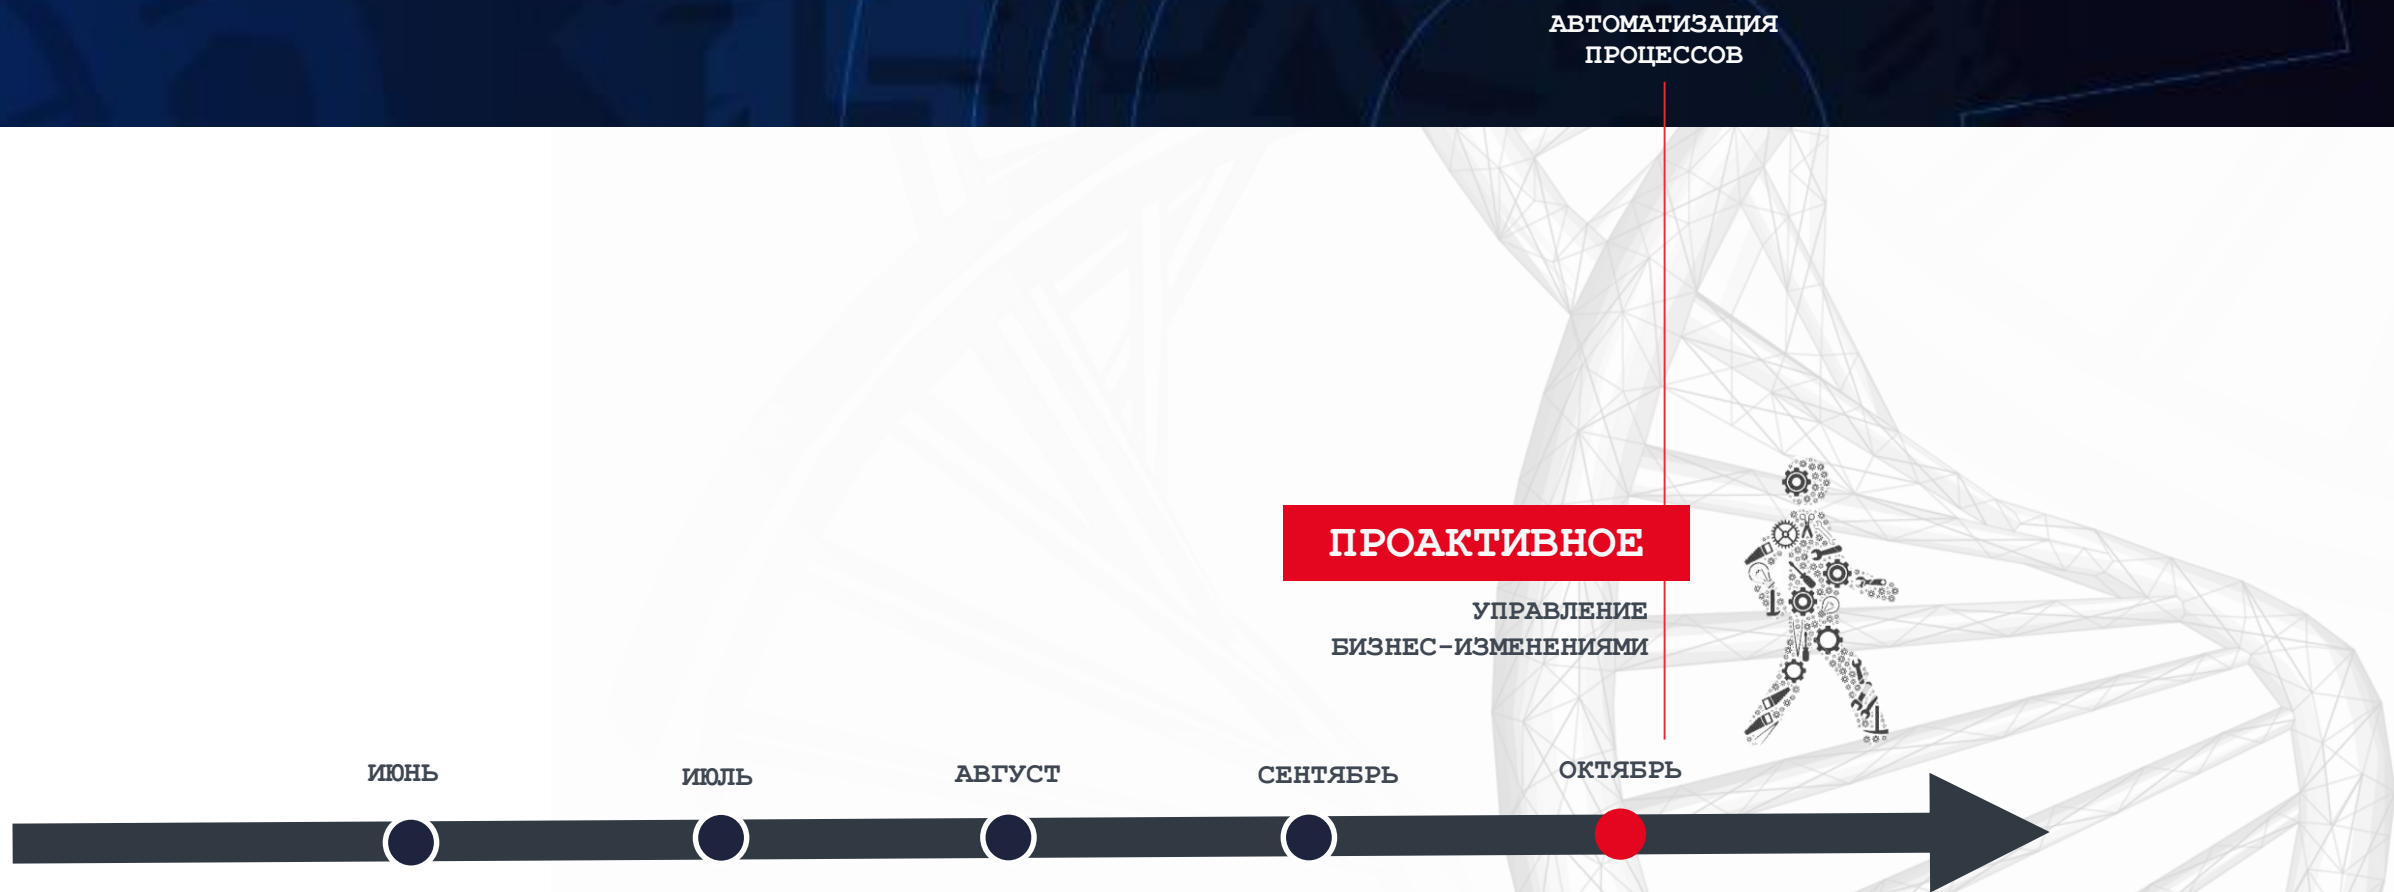 АВТОМАТИЗАЦИЯ
ПРОЦЕССОВ
ПРОАКТИВНОЕ
УПРАВЛЕНИЕ
БИЗНЕС-ИЗМЕНЕНИЯМИ
ИЮНЬ
ИЮЛЬ
АВГУСТ
СЕНТЯБРЬ
ОКТЯБРЬ